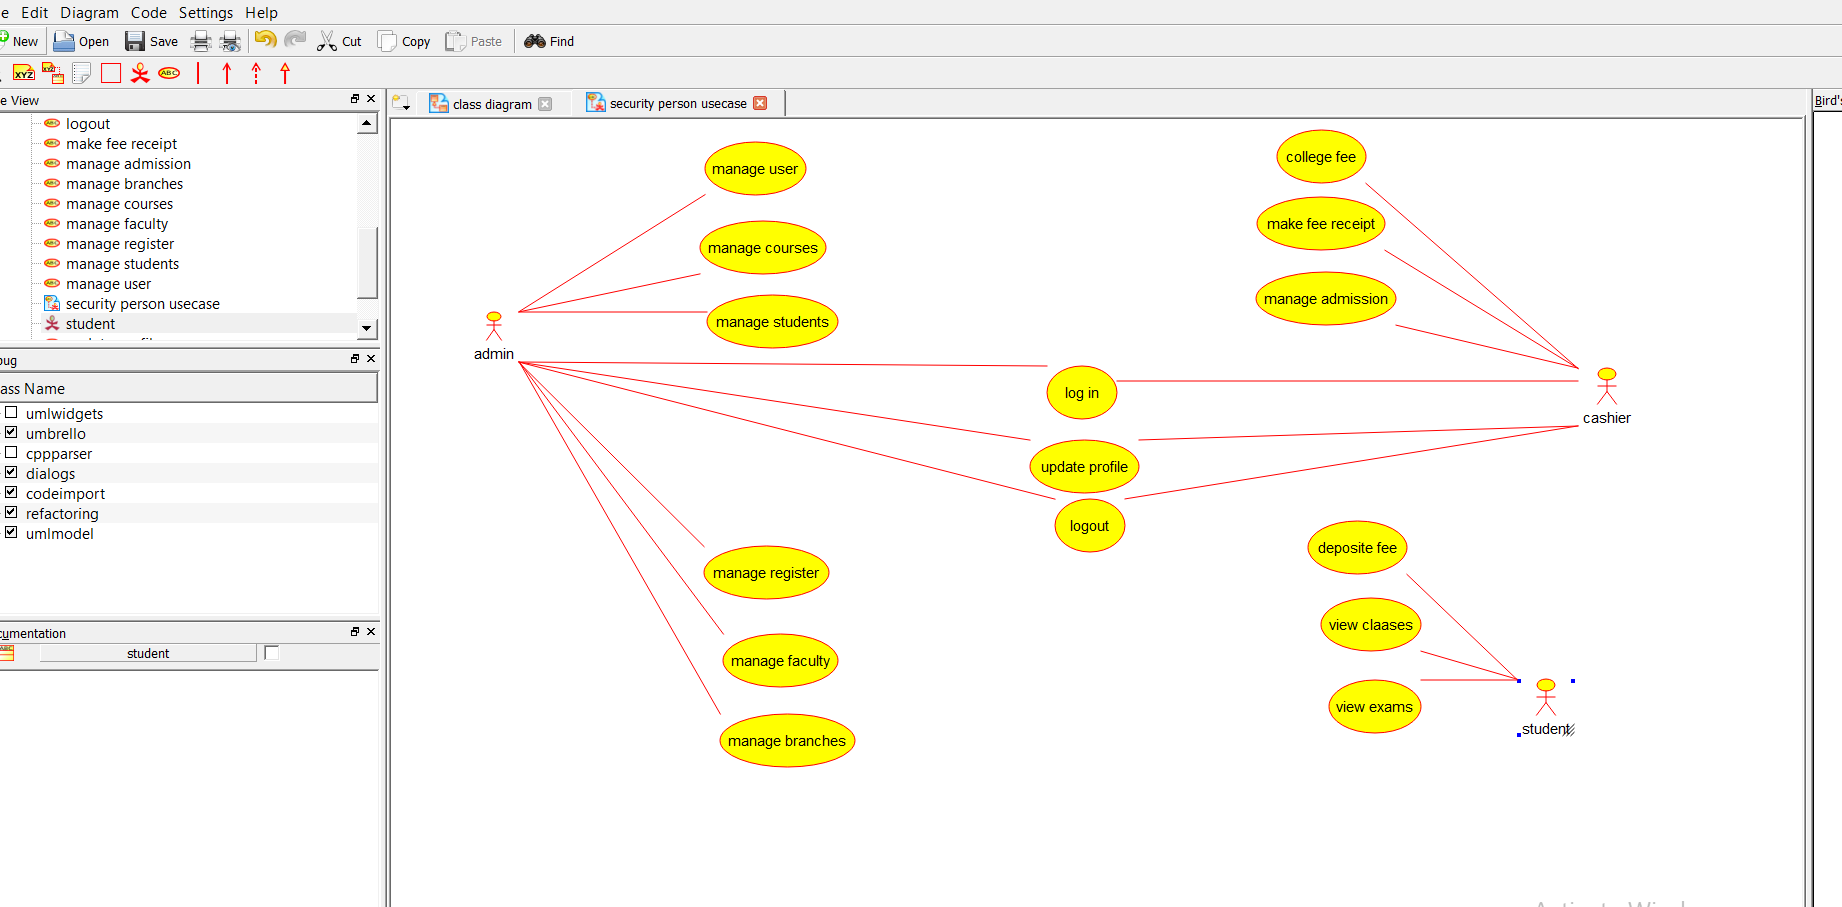 e Edit Diagram Code Settings Help
New Open Save Cut Copy Paste Find
XYZ XYZ ABC
e View
logout
make fee receipt
manage admission
manage branches
manage courses
manage faculty
manage register
manage students
manage user
security person usecase
student
bug
ass Name
umlwidgets
umbrello
cppparser
dialogs
codeimport
refactoring
umlmodel
cumentation
student
class diagram
security person usecase
Bird's
manage user
manage courses
manage students
admin
college fee
make fee receipt
manage admission
cashier
log in
update profile
logout
manage register
manage faculty
manage branches
deposite fee
view claases
view exams
student